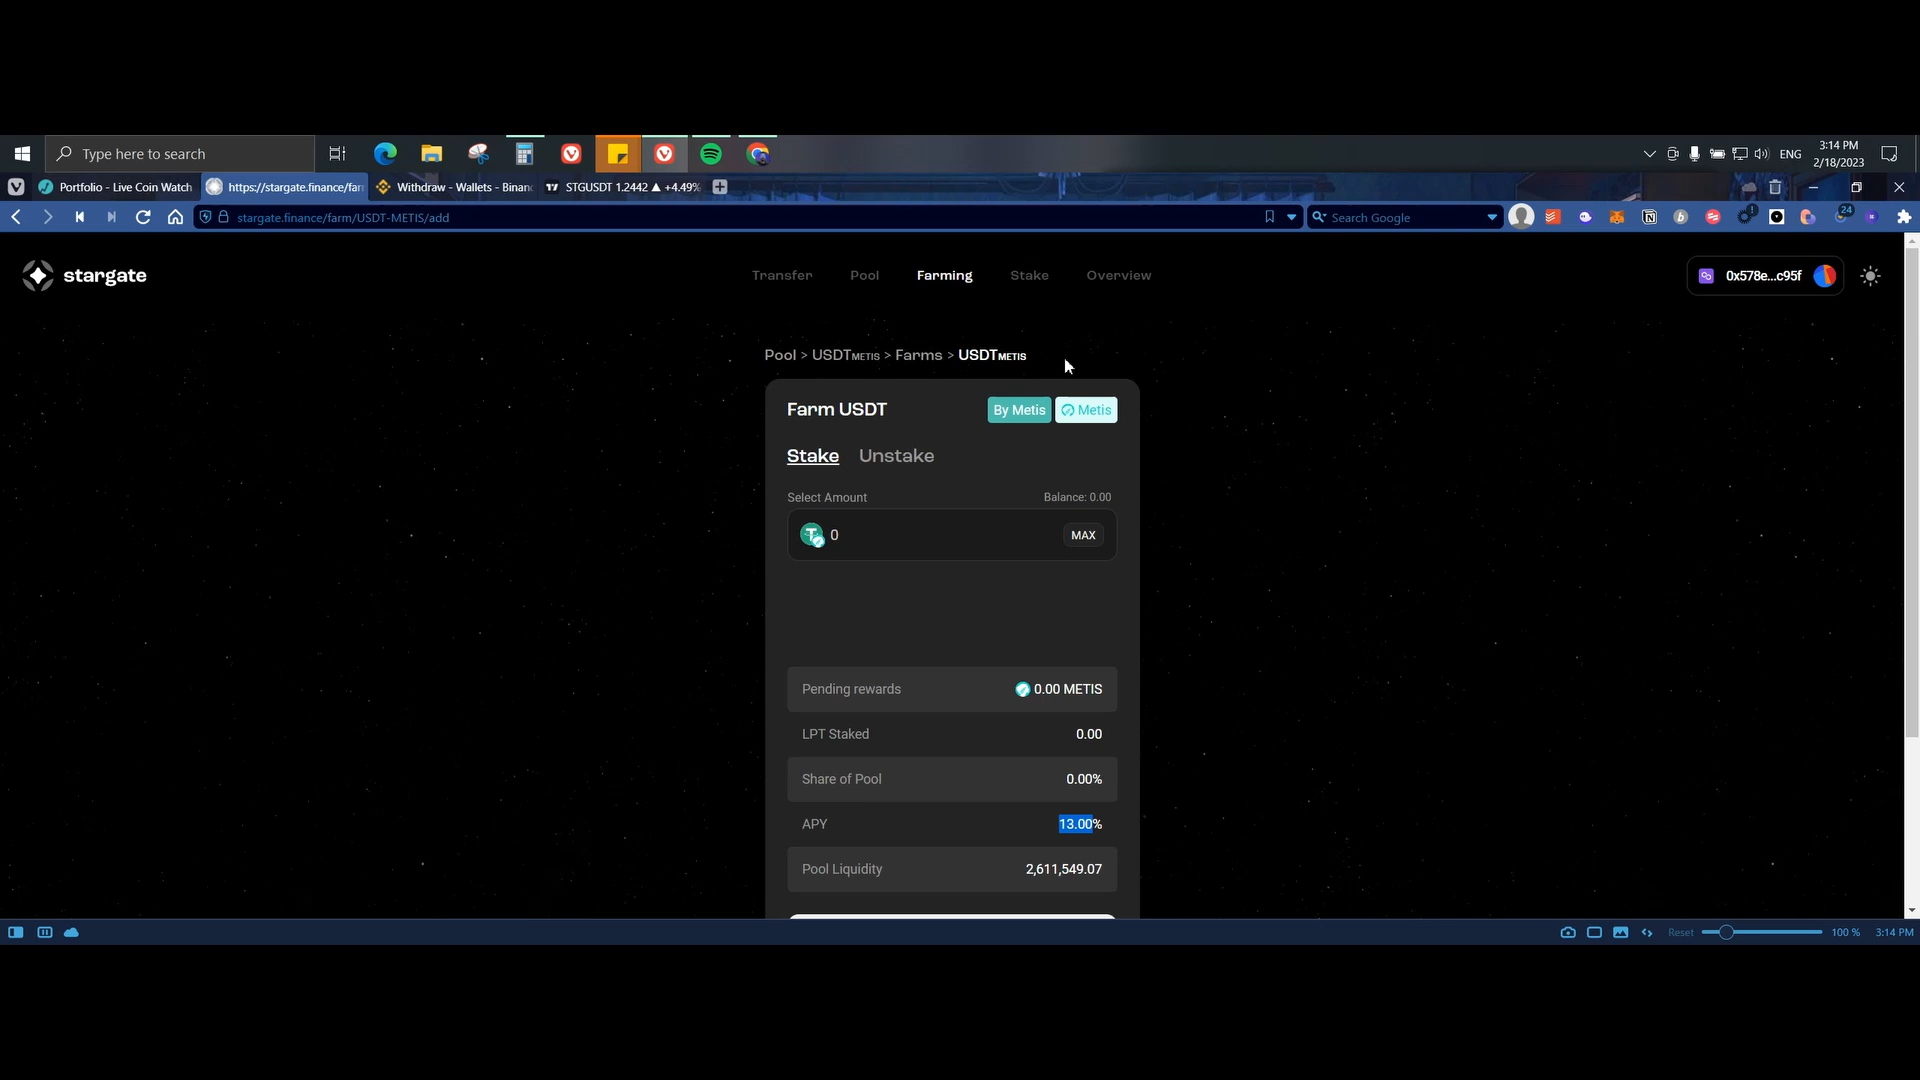 Type here to search
ENG
3:14 PM
2/18/2023
Portfolio - Live Coin Watch
https://stargate.finance/far
Withdraw - Wallets - Binan
STGUSDT 1.2442 ▲ +4.49%
stargate.finance/farm/USDT-METIS/add
Search Google
24
stargate
Transfer
Pool
Farming
Stake
Overview
0x578e...c95f
Pool > USDTMETIS > Farms > USDTMETIS
Farm USDT
By Metis
Metis
Stake
Unstake
Select Amount
Balance: 0.00
0
MAX
Pending rewards
0.00 METIS
LPT Staked
0.00
Share of Pool
0.00%
APY
13.00%
Pool Liquidity
2,611,549.07
Reset
100 %
3:14 PM